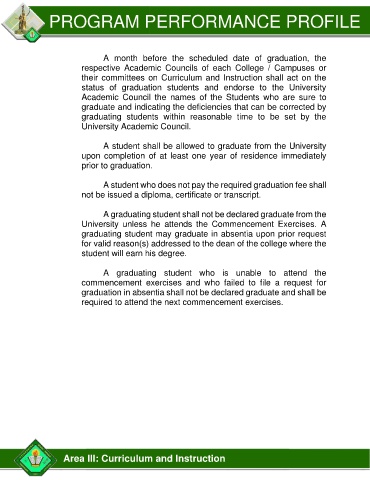 PROGRAM PERFORMANCE PROFILE
A month before the scheduled date of graduation, the
respective Academic Councils of each College / Campuses or
their committees on Curriculum and Instruction shall act on the
status of graduation students and endorse to the University
Academic Council the names of the Students who are sure to
graduate and indicating the deficiencies that can be corrected by
graduating students within reasonable time to be set by the
University Academic Council.
A student shall be allowed to graduate from the University
upon completion of at least one year of residence immediately
prior to graduation.
A student who does not pay the required graduation fee shall
not be issued a diploma, certificate or transcript.
A graduating student shall not be declared graduate from the
University unless he attends the Commencement Exercises. A
graduating student may graduate in absentia upon prior request
for valid reason(s) addressed to the dean of the college where the
student will earn his degree.
A graduating student who is unable to attend the
commencement exercises and who failed to file a request for
graduation in absentia shall not be declared graduate and shall be
required to attend the next commencement exercises.
Area III: Curriculum and Instruction